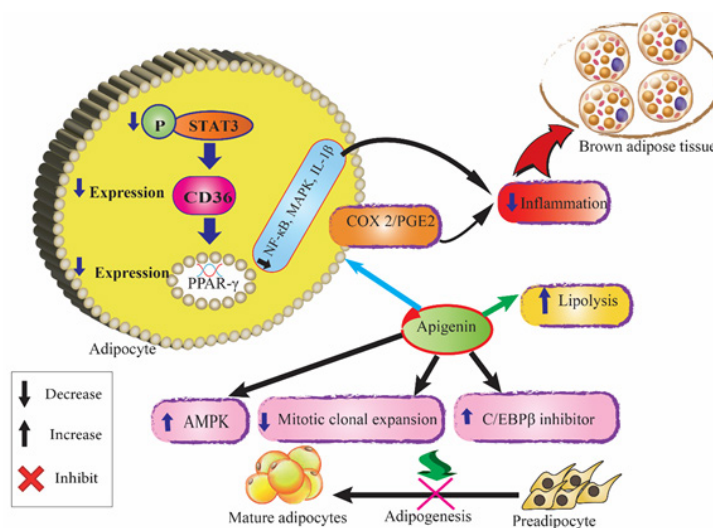 Brown adipose tissue
P
STAT3
Expression
CD36
NF-κB, MAPK, IL-1β
Inflammation
COX 2/PGE2
Expression
PPAR-γ
Lipolysis
Apigenin
Adipocyte
Decrease
Increase
Inhibit
AMPK
Mitotic clonal expansion
C/EBPβ inhibitor
Mature adipocytes
Adipogenesis
Preadipocyte